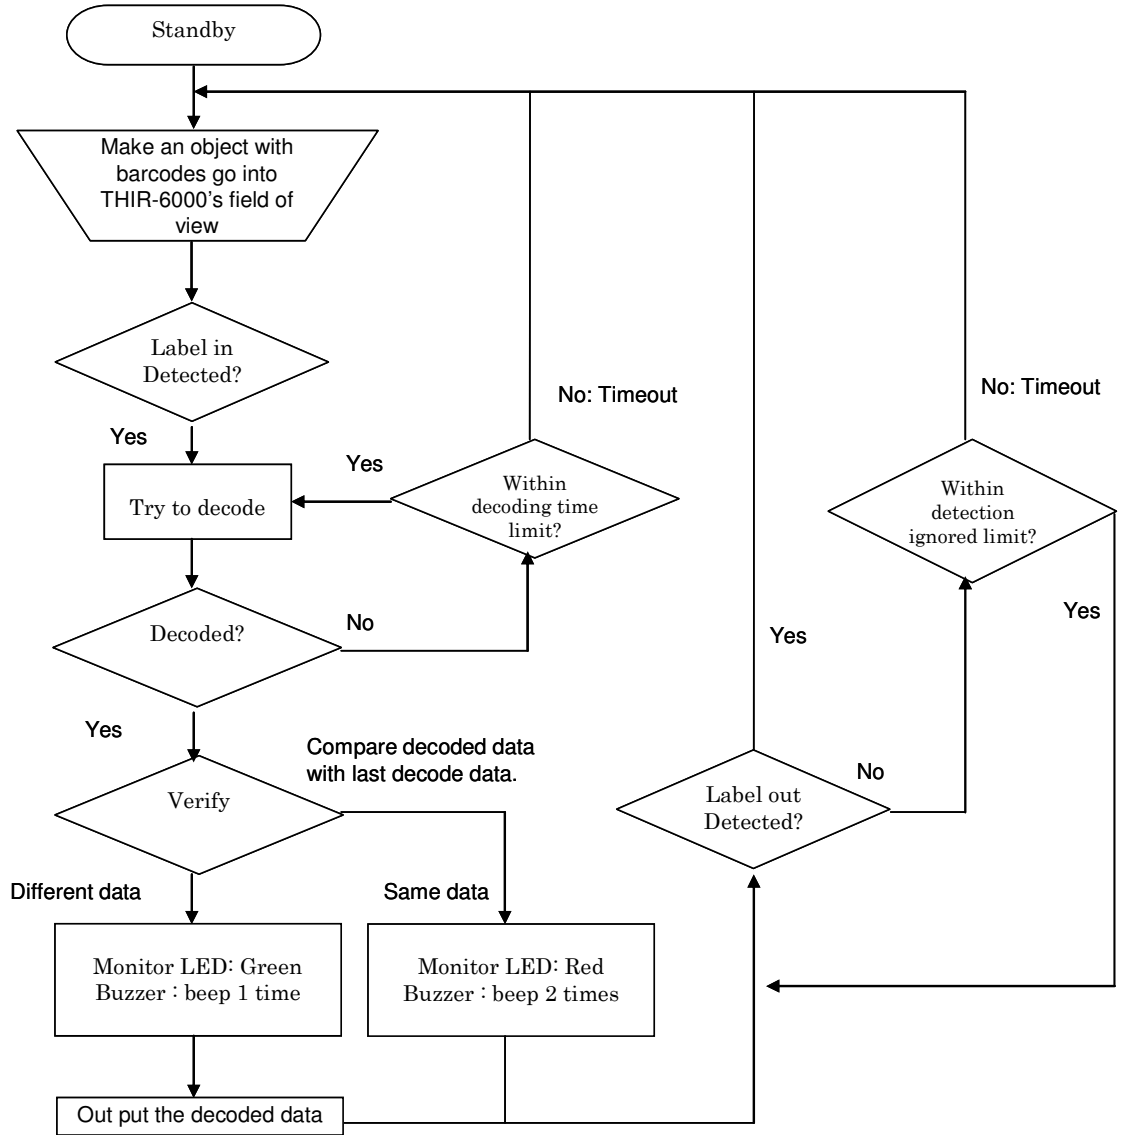 Standby
Make an object with
barcodes go into
THIR-6000's field of
view
Label in
Detected?
Yes
Try to decode
Yes
Within
decoding time
limit?
No: Timeout
Decoded?
No
Yes
Verify
Compare decoded data
with last decode data.
Different data
Same data
Monitor LED: Green
Buzzer : beep 1 time
Monitor LED: Red
Buzzer : beep 2 times
Out put the decoded data
Label out
Detected?
Yes
No
Within
detection
ignored limit?
No: Timeout
Yes